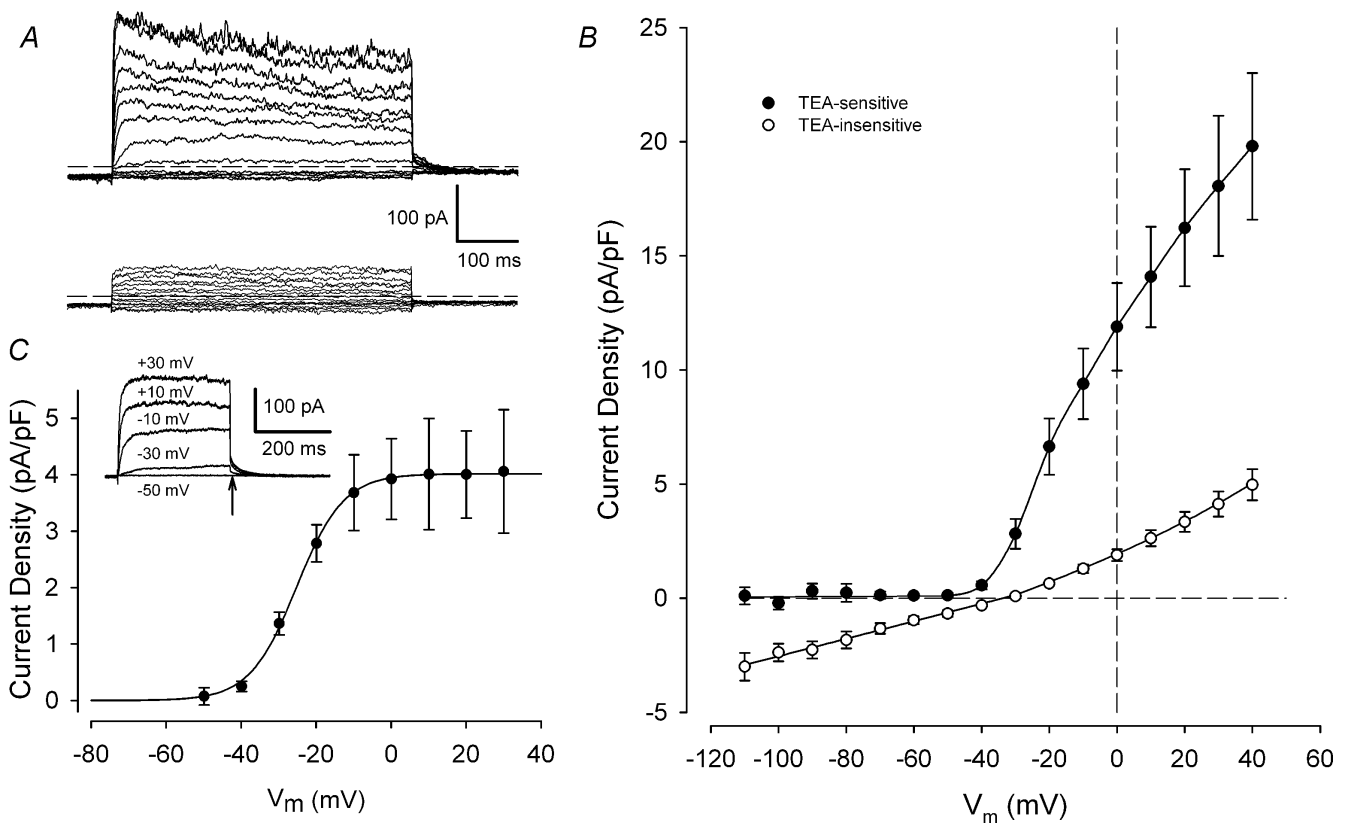 A
100 pA
100 ms
B
25
20
15
10
5
0
-5
Current Density (pA/pF)
TEA-sensitive
TEA-insensitive
-120 -100 -80 -60 -40 -20 0 20 40 60
Vm (mV)
C
+30 mV
+10 mV
-10 mV
-30 mV
-50 mV
100 pA
200 ms
5
4
3
2
1
0
Current Density (pA/pF)
-80 -60 -40 -20 0 20 40
Vm (mV)